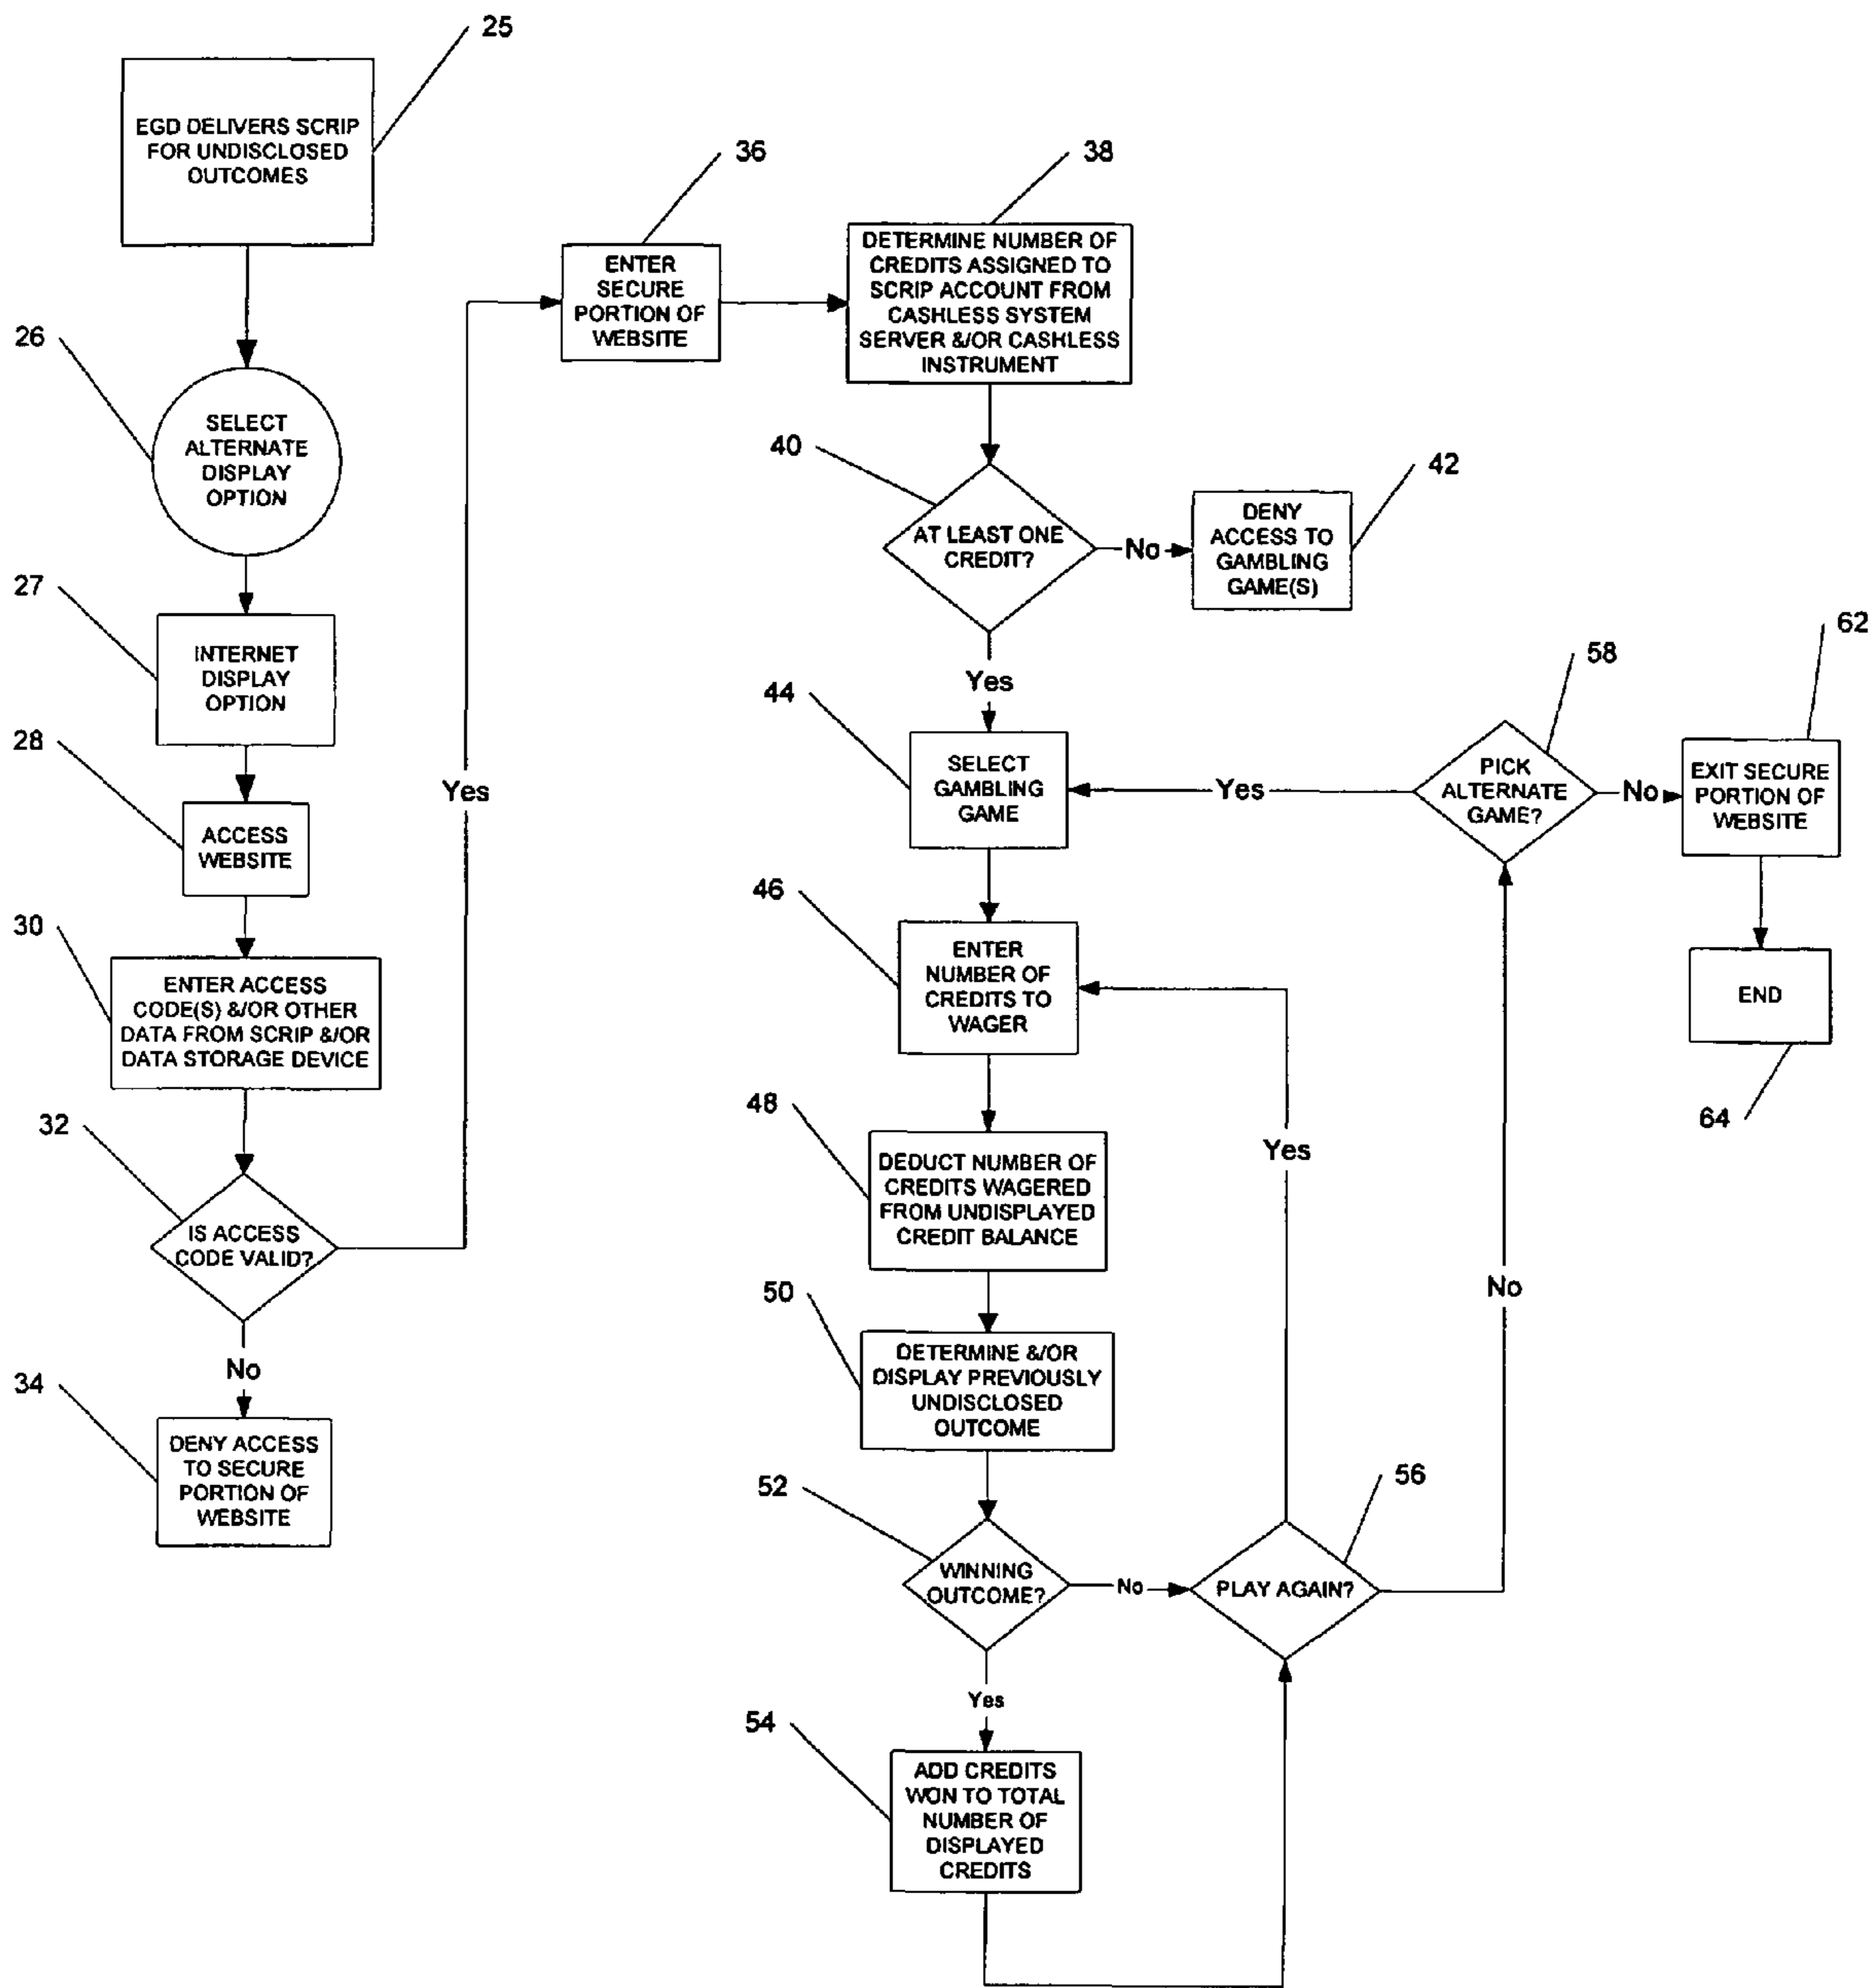 25
EGD DELIVERS SCRIP
FOR UNDISCLOSED
OUTCOMES
26
SELECT
ALTERNATE
DISPLAY
OPTION
27
INTERNET
DISPLAY
OPTION
28
ACCESS
WEBSITE
30
ENTER ACCESS
CODE(S) &/OR OTHER
DATA FROM SCRIP &/OR
DATA STORAGE DEVICE
32
IS ACCESS
CODE VALID?
Yes
No
34
DENY ACCESS
TO SECURE
PORTION OF
WEBSITE
36
ENTER
SECURE
PORTION OF
WEBSITE
38
DETERMINE NUMBER OF
CREDITS ASSIGNED TO
SCRIP ACCOUNT FROM
CASHLESS SYSTEM
SERVER &/OR CASHLESS
INSTRUMENT
40
AT LEAST ONE
CREDIT?
No
42
DENY
ACCESS TO
GAMBLING
GAME(S)
Yes
44
SELECT
GAMBLING
GAME
46
ENTER
NUMBER OF
CREDITS TO
WAGER
48
DEDUCT NUMBER OF
CREDITS WAGERED
FROM UNDISPLAYED
CREDIT BALANCE
50
DETERMINE &/OR
DISPLAY PREVIOUSLY
UNDISCLOSED
OUTCOME
52
WINNING
OUTCOME?
No
Yes
54
ADD CREDITS
WON TO TOTAL
NUMBER OF
DISPLAYED
CREDITS
56
PLAY AGAIN?
Yes
No
58
PICK
ALTERNATE
GAME?
Yes
No
62
EXIT SECURE
PORTION OF
WEBSITE
END
64